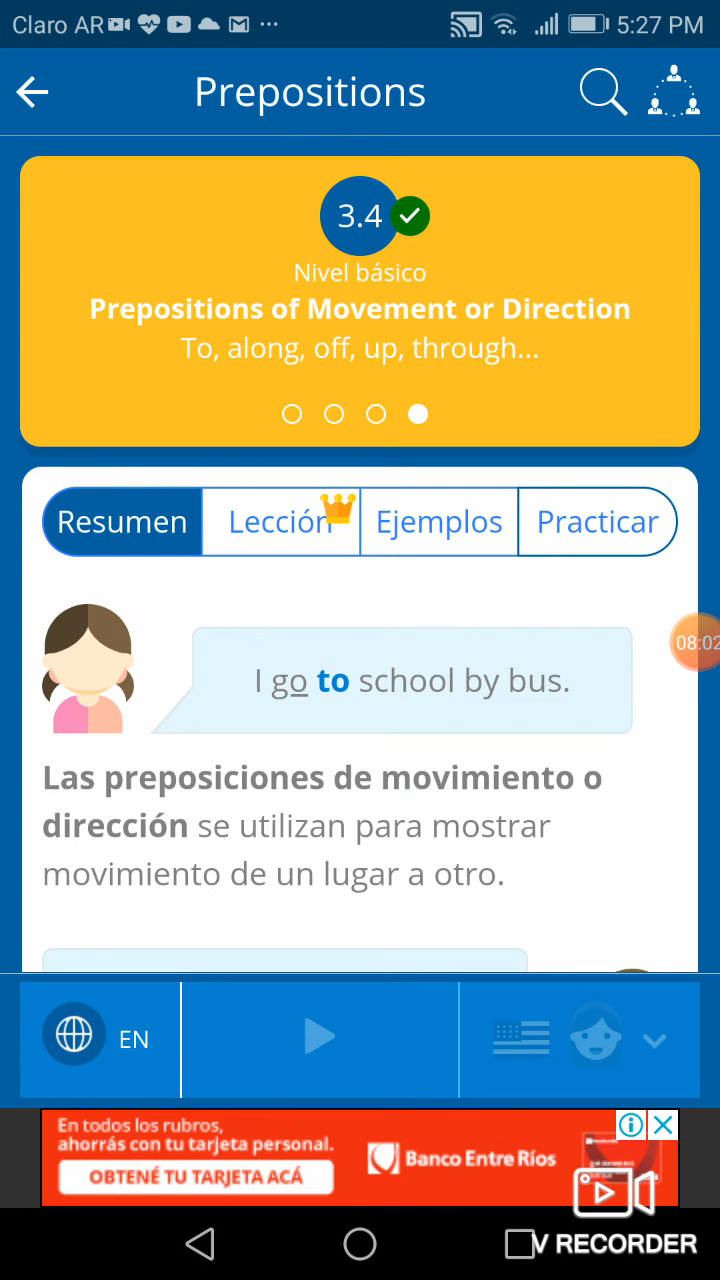 Claro AR ... 5:27 PM
Prepositions
3.4
Nivel básico
Prepositions of Movement or Direction
To, along, off, up, through...
Resumen Lección Ejemplos Practicar
08:02
I go to school by bus.
Las preposiciones de movimiento o
dirección se utilizan para mostrar
movimiento de un lugar a otro.
EN
En todos los rubros,
ahorrás con tu tarjeta personal.
OBTENÉ TU TARJETA ACÁ
Banco Entre Ríos
V RECORDER